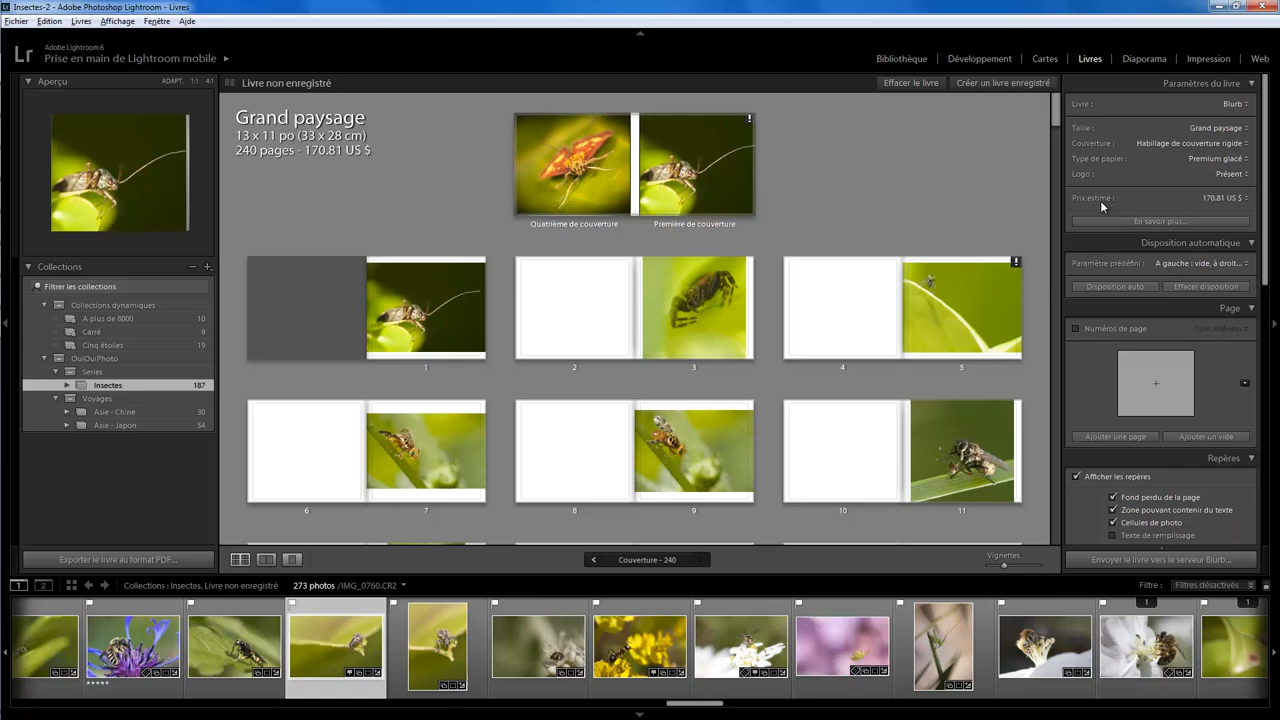 Insectes-2 - Adobe Photoshop Lightroom - Livres
Fichier Edition Livres Affichage Fenêtre Aide
Lr
Adobe Lightroom 6
Prise en main de Lightroom mobile
Bibliothèque Développement Cartes Livres Diaporama Impression Web
Aperçu ADAPT. 1:1 4:1
Livre non enregistré Effacer le livre Créer un livre enregistré
Paramètres du livre
Livre : Blurb
Taille : Grand paysage
Couverture : Habillage de couverture rigide
Type de papier : Premium glacé
Logo : Présent
Prix estimé : 170.81 US $
En savoir plus...
Disposition automatique
Paramètre prédéfini : A gauche : vide, à droit...
Disposition auto Effacer disposition
Page
Numéros de page Coin inférieur
Ajouter une page Ajouter un vide
Repères
Afficher les repères
Fond perdu de la page
Zone pouvant contenir du texte
Cellules de photo
Texte de remplissage
Envoyer le livre vers le serveur Blurb...
Grand paysage
13 x 11 po (33 x 28 cm)
240 pages - 170.81 US $
!
Quatrième de couverture Première de couverture
!
1 2 3 4 5
6 7 8 9 10 11
Collections
Filtrer les collections
Collections dynamiques
A plus de 8000 10
Carré 9
Cinq étoiles 19
OuiOuiPhoto
Series
Insectes 187
Voyages
Asie - Chine 30
Asie - Japon 54
Exporter le livre au format PDF...
Couverture - 240
Vignettes
1 2 Collections : Insectes, Livre non enregistré 273 photos /IMG_0760.CR2 Filtre : Filtres désactivés
1 1
★★★★★